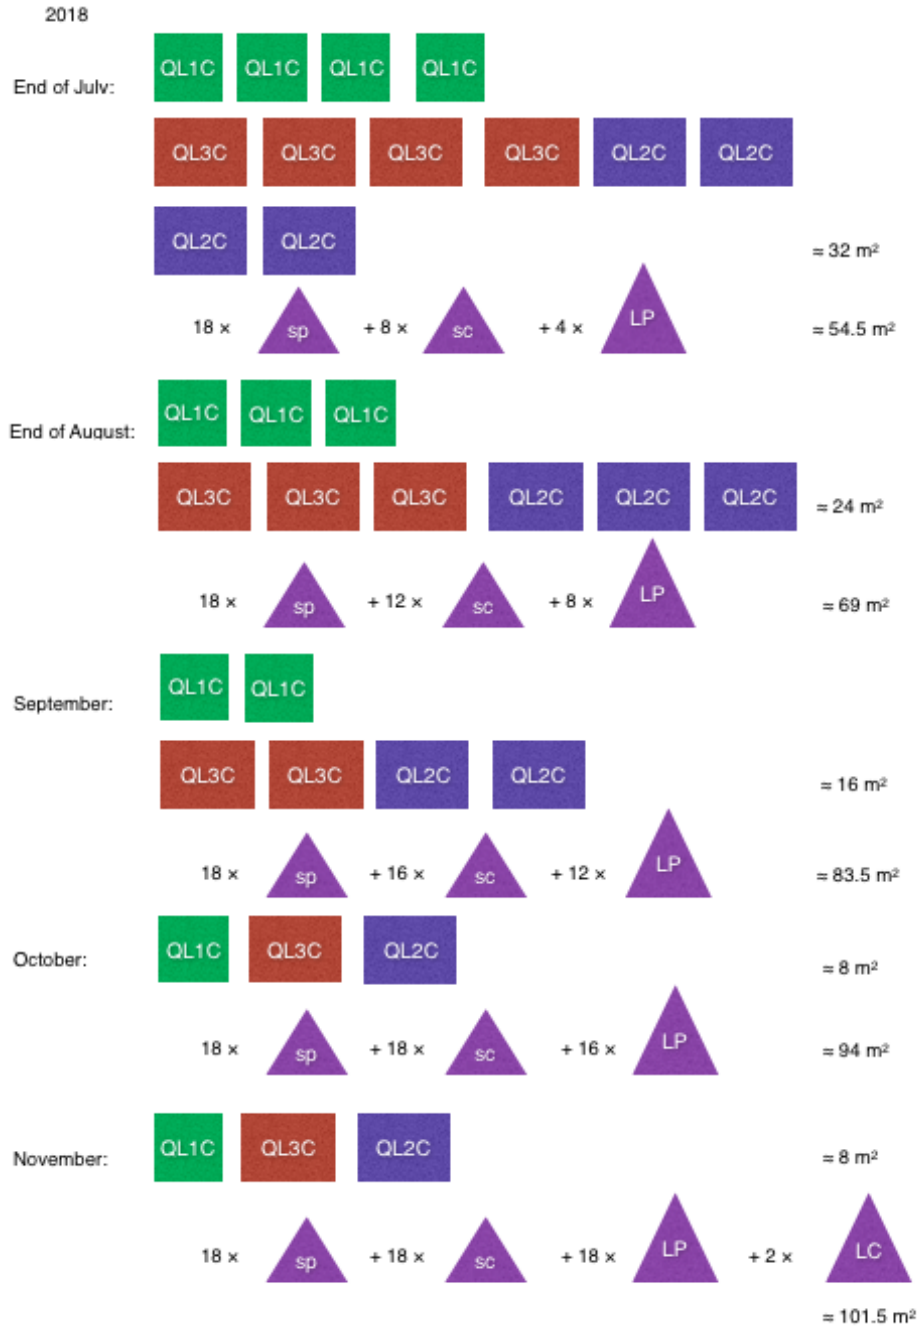 2018
QL1C QL1C QL1C QL1C
End of July:
QL3C QL3C QL3C QL3C QL2C QL2C
QL2C QL2C
≈ 32 m²
18 × sp + 8 × sc + 4 × LP ≈ 54.5 m²
QL1C QL1C QL1C
End of August:
QL3C QL3C QL3C QL2C QL2C QL2C ≈ 24 m²
18 × sp + 12 × sc + 8 × LP ≈ 69 m²
QL1C QL1C
September:
QL3C QL3C QL2C QL2C ≈ 16 m²
18 × sp + 16 × sc + 12 × LP ≈ 83.5 m²
October: QL1C QL3C QL2C ≈ 8 m²
18 × sp + 18 × sc + 16 × LP ≈ 94 m²
November: QL1C QL3C QL2C ≈ 8 m²
18 × sp + 18 × sc + 18 × LP + 2 × LC
≈ 101.5 m²